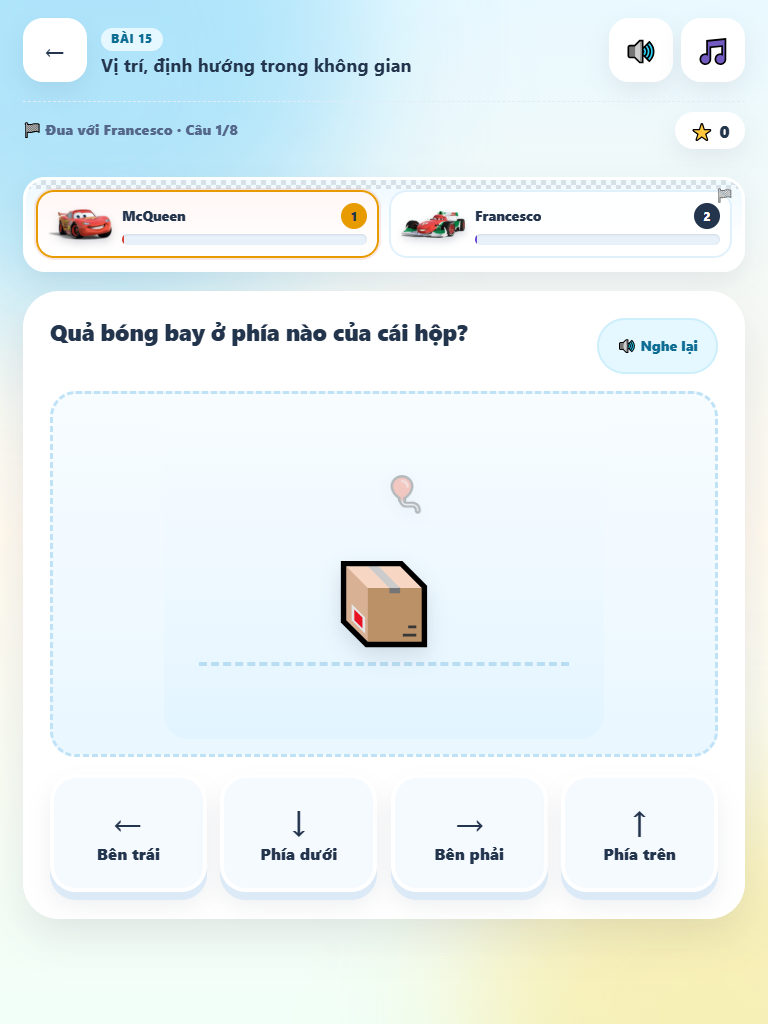 BÀI 15
Vị trí, định hướng trong không gian
Đua với Francesco · Câu 1/8
0
McQueen
1
Francesco
2
Quả bóng bay ở phía nào của cái hộp?
Nghe lại
Bên trái
Phía dưới
Bên phải
Phía trên